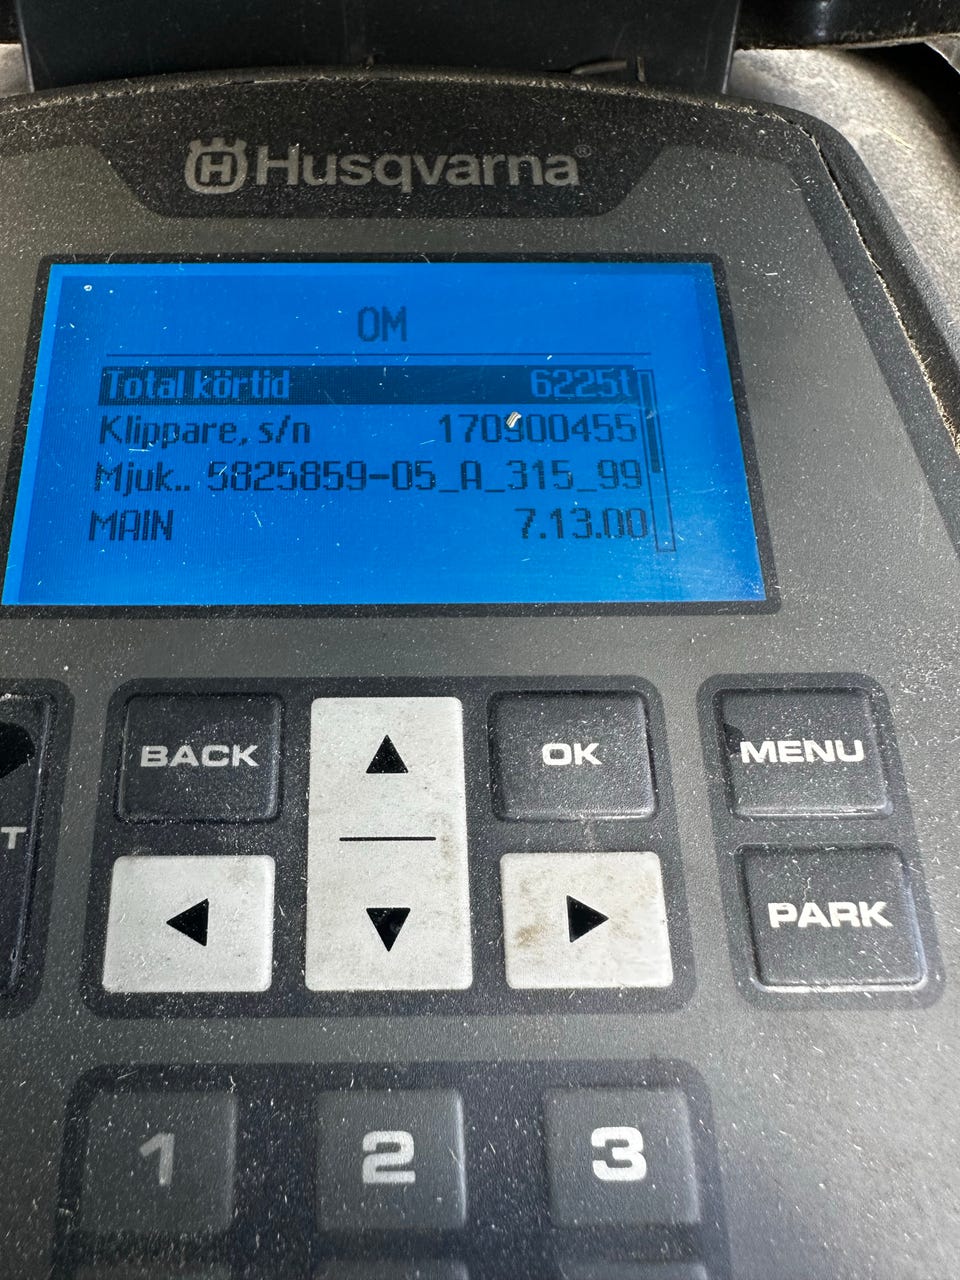 Husqvarna®
OM
Total körtid 6225t
Klippare, s/n 170900455
Mjuk.. 5825859-05_A_315_99
MAIN 7.13.00
BACK
OK
MENU
T
PARK
1 2 3